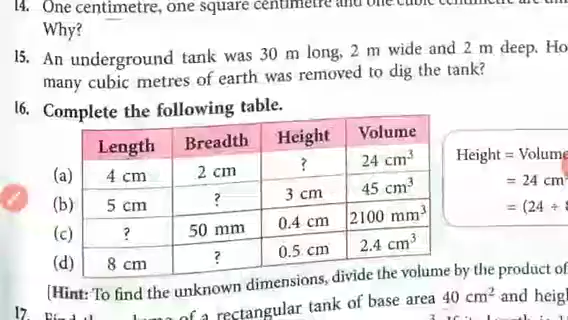 14. One centimetre, one square centimetre and one cubic
Why?
15. An underground tank was 30 m long, 2 m wide and 2 m deep. Ho
many cubic metres of earth was removed to dig the tank?
16. Complete the following table.
Length Breadth Height Volume
(a) 4 cm 2 cm ? 24 cm³
(b) 5 cm ? 3 cm 45 cm³
(c) ? 50 mm 0.4 cm 2100 mm³
(d) 8 cm ? 0.5 cm 2.4 cm³
Height = Volume
= 24 cm
= (24 ÷
[Hint: To find the unknown dimensions, divide the volume by the product of
17. of a rectangular tank of base area 40 cm² and heig